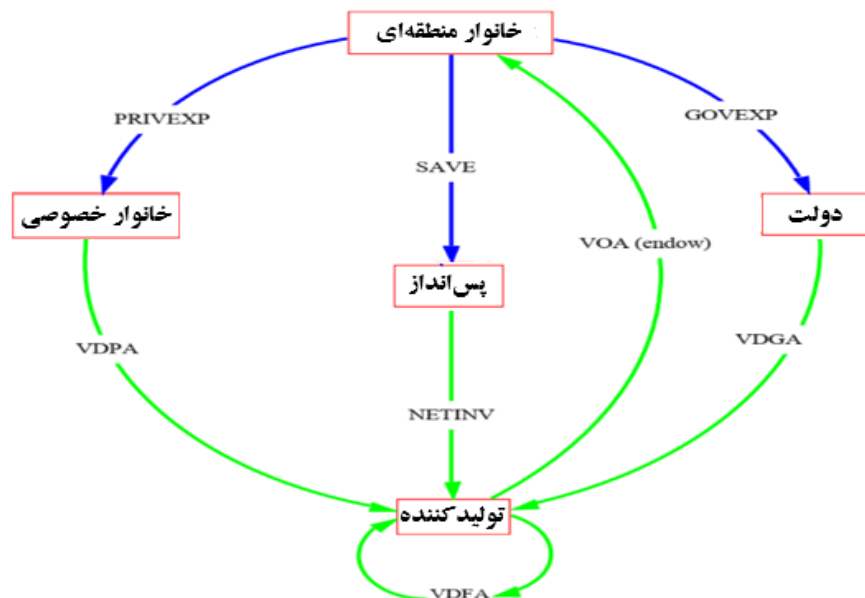 خانوار منطقه‌ای
PRIVEXP
GOVEXP
SAVE
خانوار خصوصی
دولت
VOA (endow)
پس‌انداز
VDPA
VDGA
NETINV
تولیدکننده
VDFA